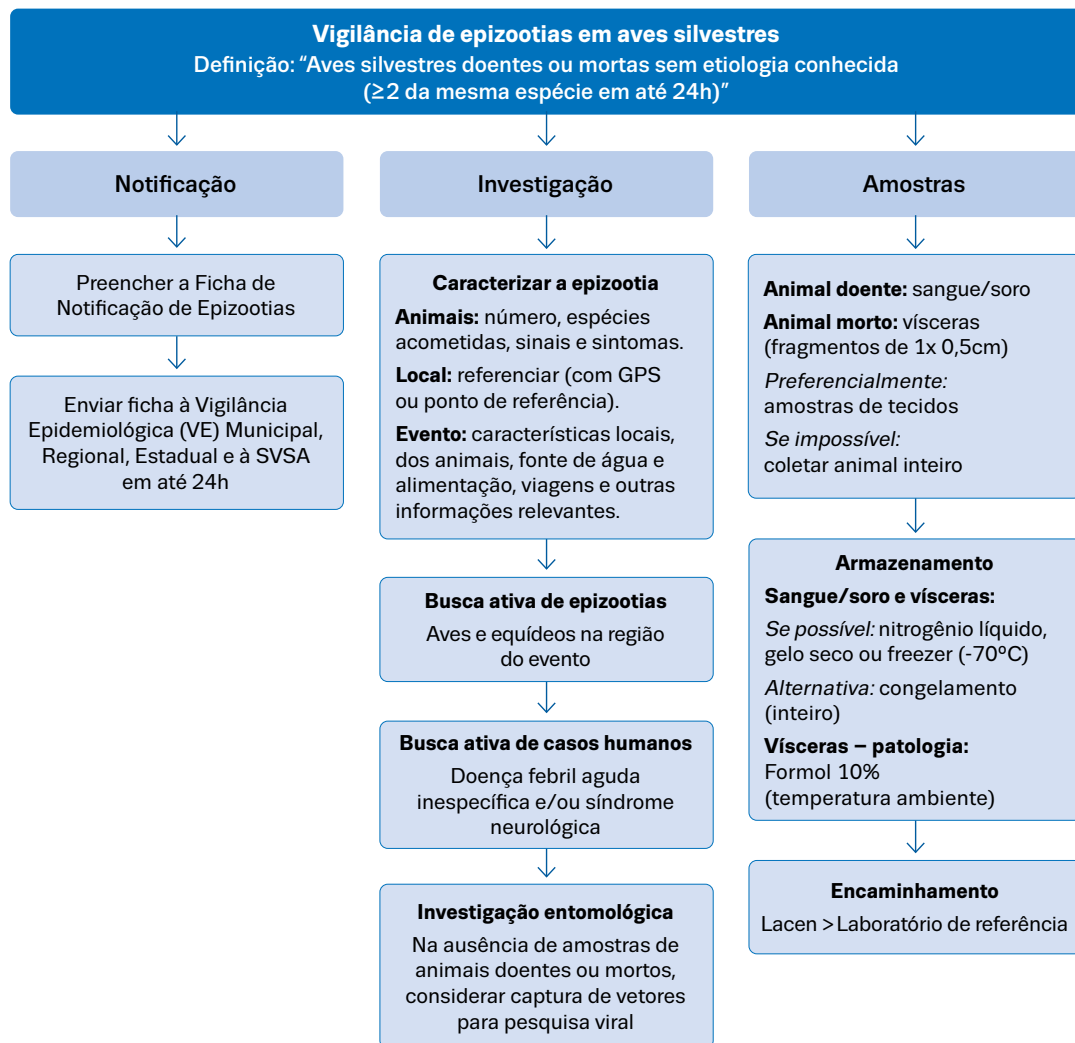 Vigilância de epizootias em aves silvestres
Definição: “Aves silvestres doentes ou mortas sem etiologia conhecida
(≥2 da mesma espécie em até 24h)”
Notificação
Preencher a Ficha de
Notificação de Epizootias
Enviar ficha à Vigilância
Epidemiológica (VE) Municipal,
Regional, Estadual e à SVSA
em até 24h
Investigação
Caracterizar a epizootia
Animais: número, espécies
acometidas, sinais e sintomas.
Local: referenciar (com GPS
ou ponto de referência).
Evento: características locais,
dos animais, fonte de água e
alimentação, viagens e outras
informações relevantes.
Busca ativa de epizootias
Aves e equídeos na região
do evento
Busca ativa de casos humanos
Doença febril aguda
inespecífica e/ou síndrome
neurológica
Investigação entomológica
Na ausência de amostras de
animais doentes ou mortos,
considerar captura de vetores
para pesquisa viral
Amostras
Animal doente: sangue/soro
Animal morto: vísceras
(fragmentos de 1x 0,5cm)
Preferencialmente:
amostras de tecidos
Se impossível:
coletar animal inteiro
Armazenamento
Sangue/soro e vísceras:
Se possível: nitrogênio líquido,
gelo seco ou freezer (-70ºC)
Alternativa: congelamento
(inteiro)
Vísceras – patologia:
Formol 10%
(temperatura ambiente)
Encaminhamento
Lacen > Laboratório de referência